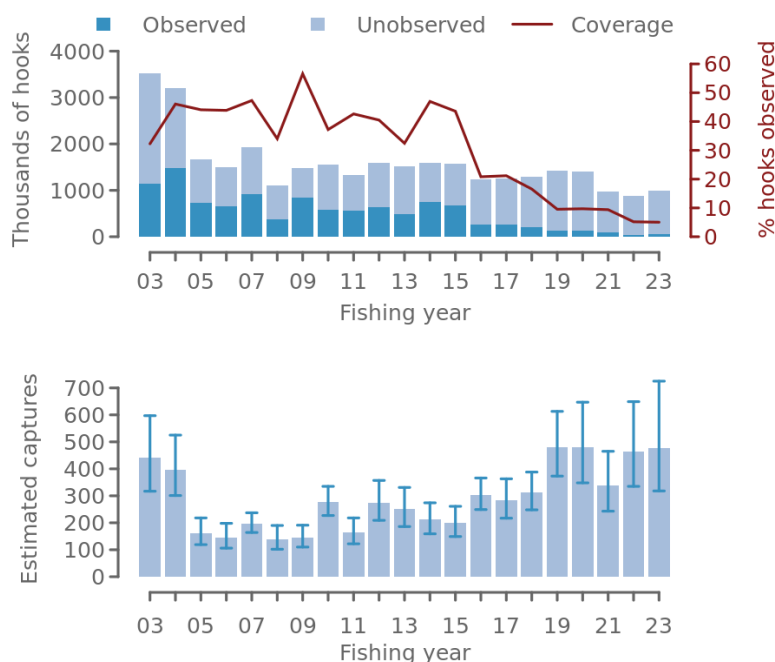 Observed Unobserved Coverage
Thousands of hooks
4000
3000
2000
1000
0
% hooks observed
60
50
40
30
20
10
0
03 05 07 09 11 13 15 17 19 21 23
Fishing year
Estimated captures
700
600
500
400
300
200
100
0
03 05 07 09 11 13 15 17 19 21 23
Fishing year